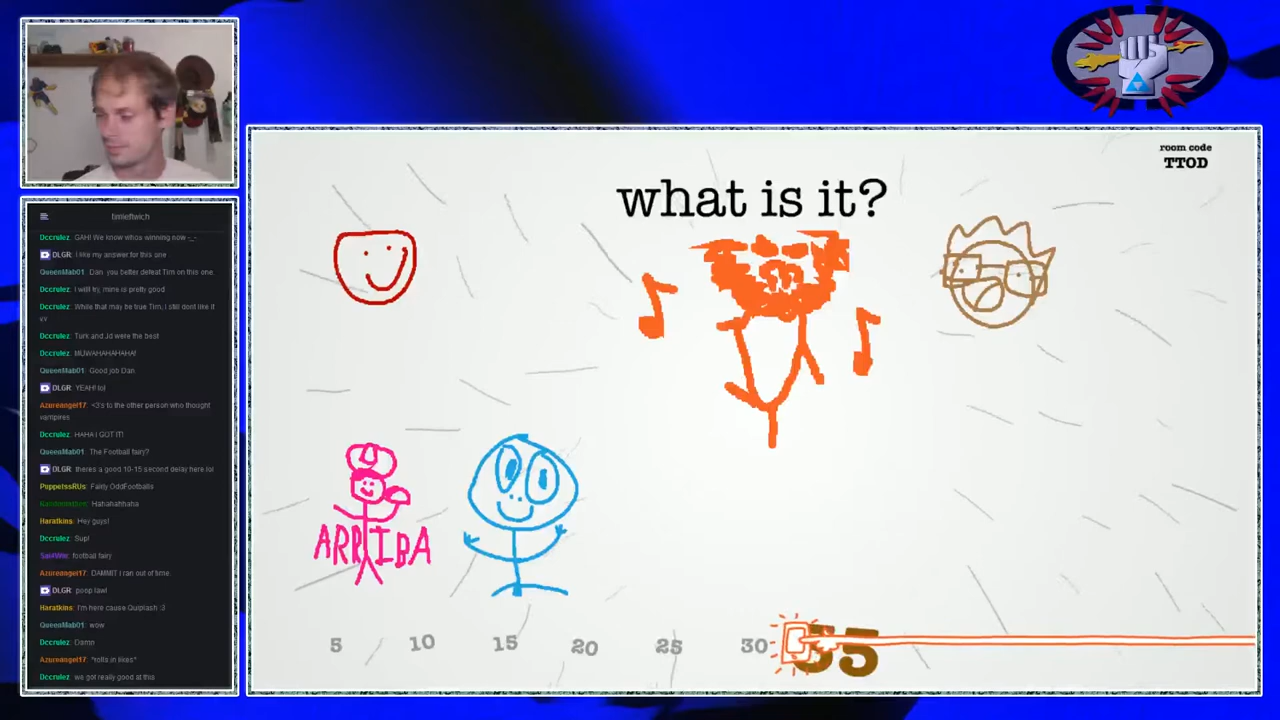 room code
TTOD
what is it?
ARRIBA
5 10 15 20 25 30 35
timleftwich
Dccrulez: GAH! We know whos winning now -_-
DLGR: I like my answer for this one
QueenMab01: Dan, you better defeat Tim on this one.
Dccrulez: I willl try, mine is pretty good
Dccrulez: While that may be true Tim, I still dont like it
v.v
Dccrulez: Turk and Jd were the best
Dccrulez: MUWAHAHAHAHA!
QueenMab01: Good job Dan.
DLGR: YEAH! lol
Azureangel17: <3's to the other person who thought
vampires
Dccrulez: HAHA I GOT IT!
QueenMab01: The Football fairy?
DLGR: theres a good 10-15 second delay here.lol
PuppetssRUs: Fairly OddFootballs
Hahahahhaha
Haratkins: Hey guys!
Dccrulez: Sup!
football fairy
Azureangel17: DAMMIT i ran out of time.
DLGR: poop law!
Haratkins: I'm here cause Quiplash :3
QueenMab01: wow
Dccrulez: Damn
Azureangel17: *rolls in likes*
Dccrulez: we got really good at this